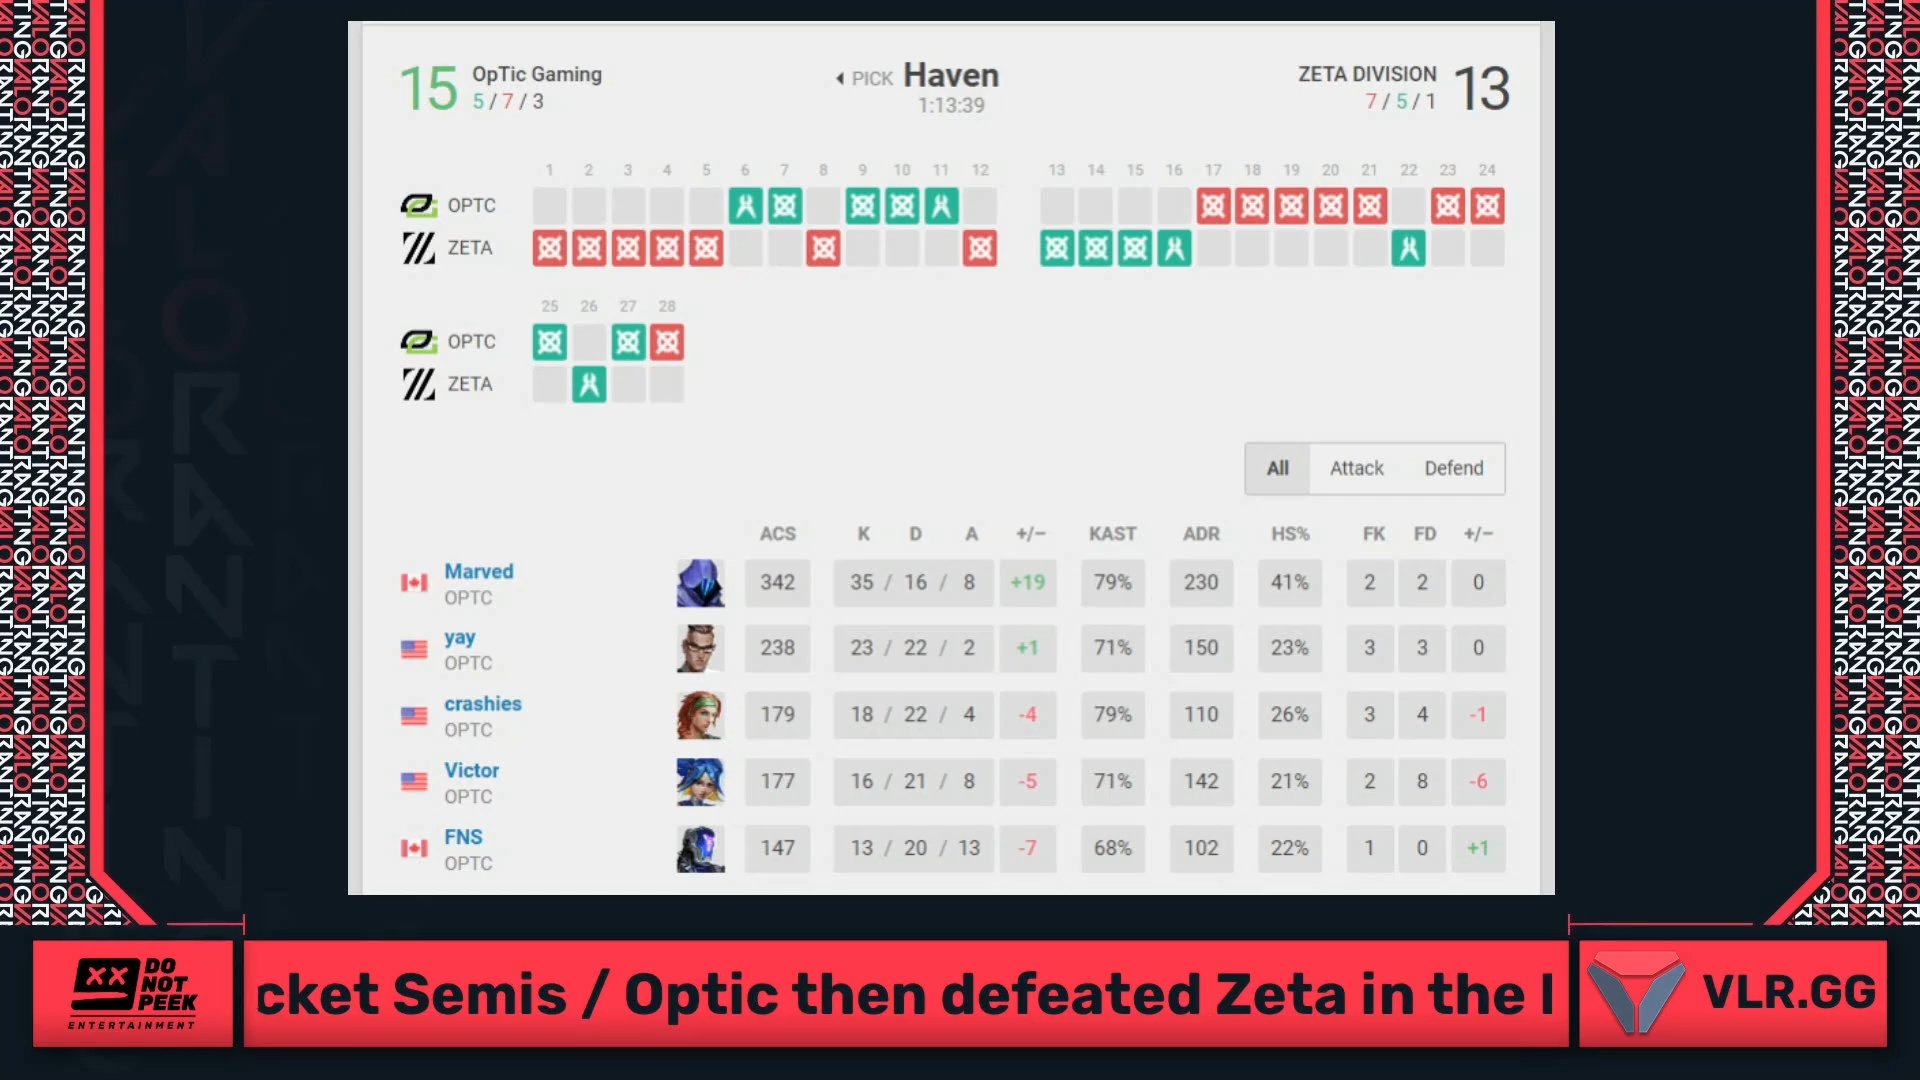 15 OpTic Gaming PICK Haven ZETA DIVISION 13
5 / 7 / 3 1:13:39 7 / 5 / 1
1 2 3 4 5 6 7 8 9 10 11 12 13 14 15 16 17 18 19 20 21 22 23 24
OPTC
ZETA
25 26 27 28
OPTC
ZETA
All Attack Defend
ACS K D A +/– KAST ADR HS% FK FD +/–
Marved OPTC 342 35 / 16 / 8 +19 79% 230 41% 2 2 0
yay OPTC 238 23 / 22 / 2 +1 71% 150 23% 3 3 0
crashies OPTC 179 18 / 22 / 4 -4 79% 110 26% 3 4 -1
Victor OPTC 177 16 / 21 / 8 -5 71% 142 21% 2 8 -6
FNS OPTC 147 13 / 20 / 13 -7 68% 102 22% 1 0 +1
DO NOT PEEK
ENTERTAINMENT
cket Semis / Optic then defeated Zeta in the
VLR.GG
VALORANTING